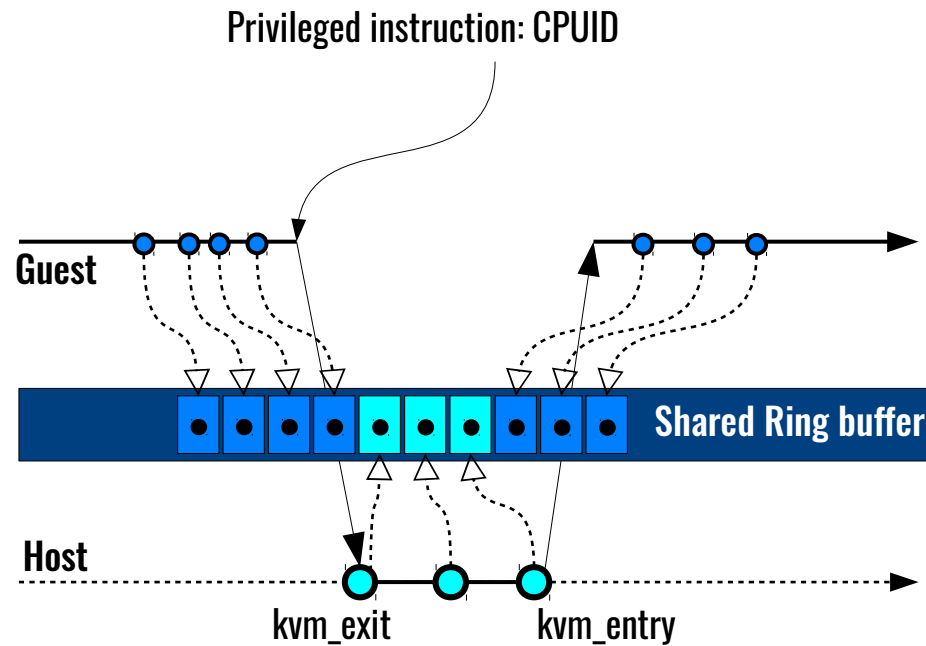 Privileged instruction: CPUID
Guest
Shared Ring buffer
Host
kvm_exit
kvm_entry